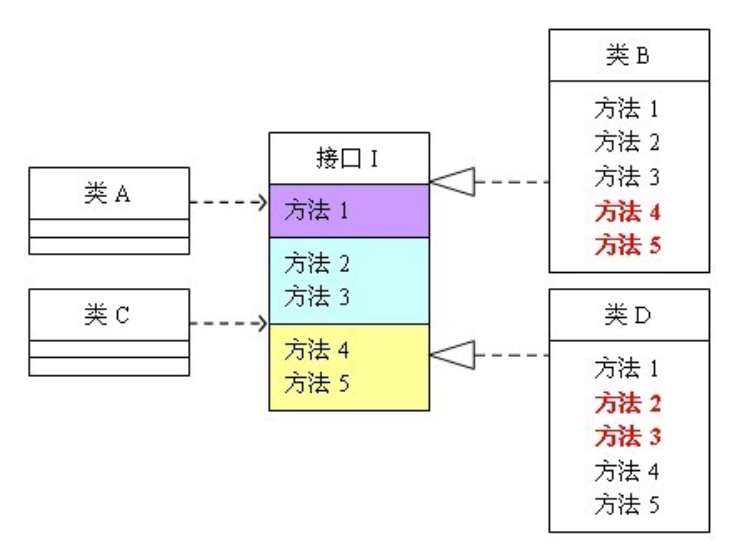 类 A
类 C
接口 I
方法 1
方法 2
方法 3
方法 4
方法 5
类 B
方法 1
方法 2
方法 3
方法 4
方法 5
类 D
方法 1
方法 2
方法 3
方法 4
方法 5